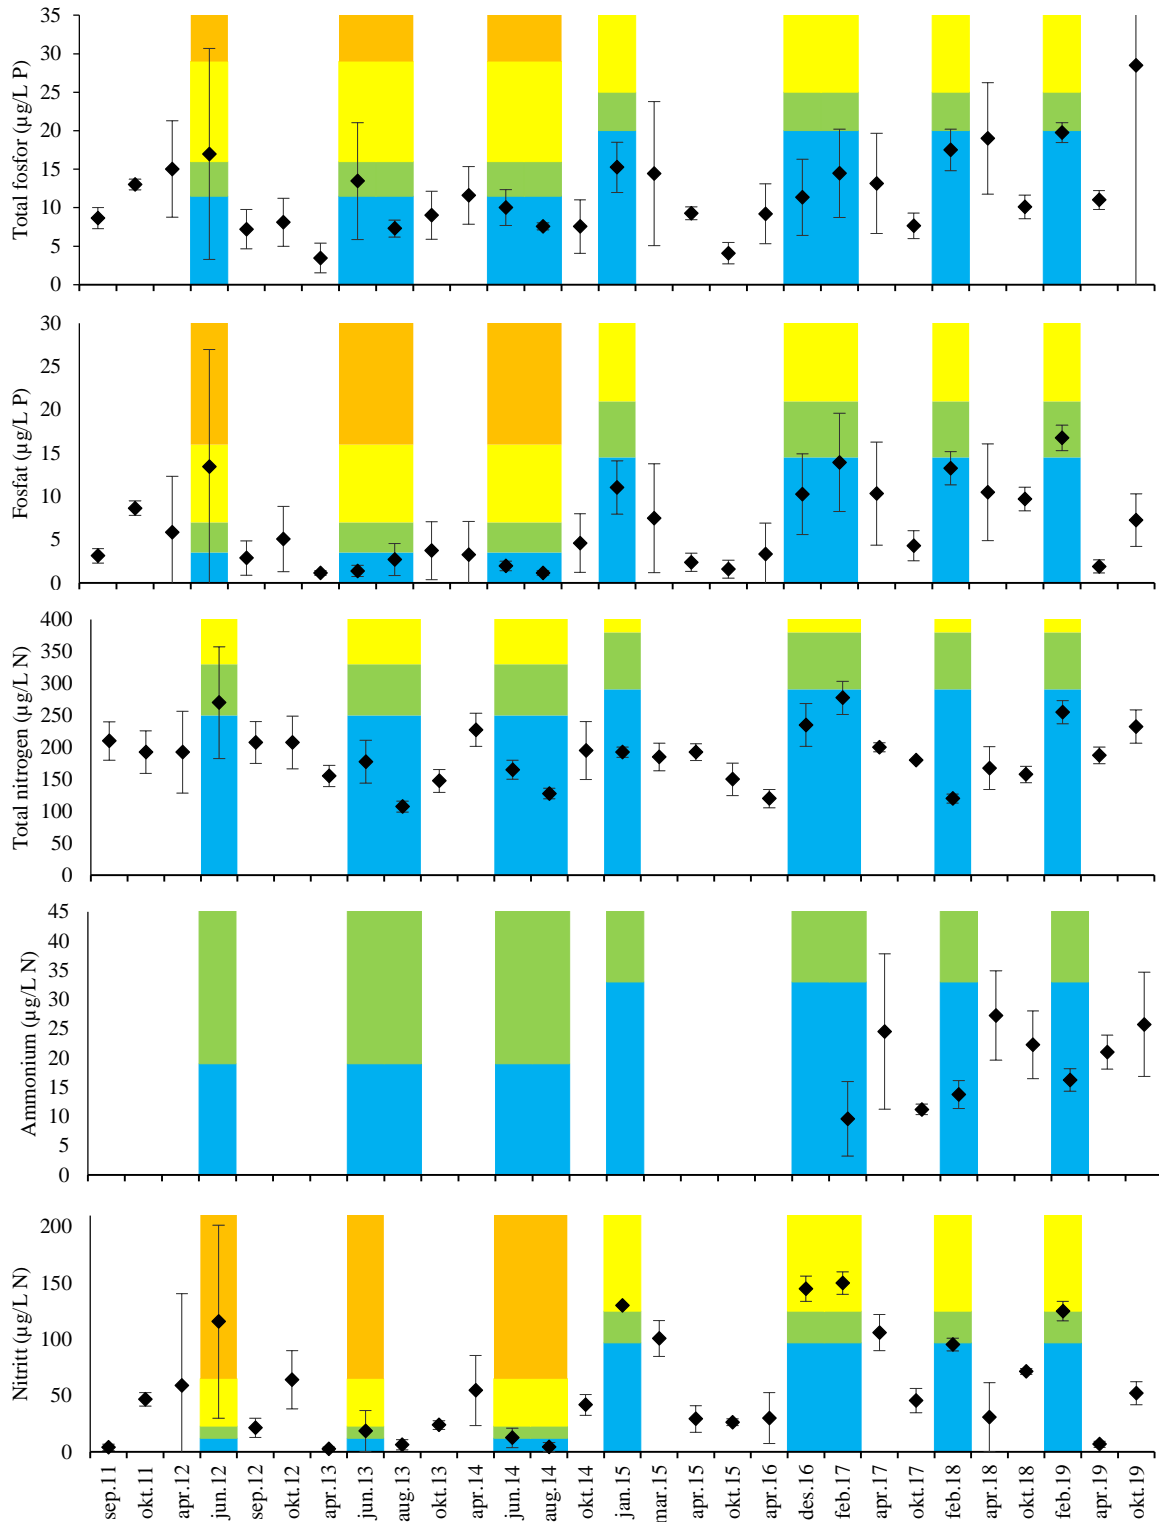 Total fosfor (µg/L P)
35
30
25
20
15
10
5
0
Fosfat (µg/L P)
30
25
20
15
10
5
0
Total nitrogen (µg/L N)
400
350
300
250
200
150
100
50
0
Ammonium (µg/L N)
45
40
35
30
25
20
15
10
5
0
Nitritt (µg/L N)
200
150
100
50
0
sep.11
okt.11
apr.12
jun.12
sep.12
okt.12
apr.13
jun.13
aug.13
okt.13
apr.14
jun.14
aug.14
okt.14
jan.15
mar.15
apr.15
okt.15
apr.16
des.16
feb.17
apr.17
okt.17
feb.18
apr.18
okt.18
feb.19
apr.19
okt.19